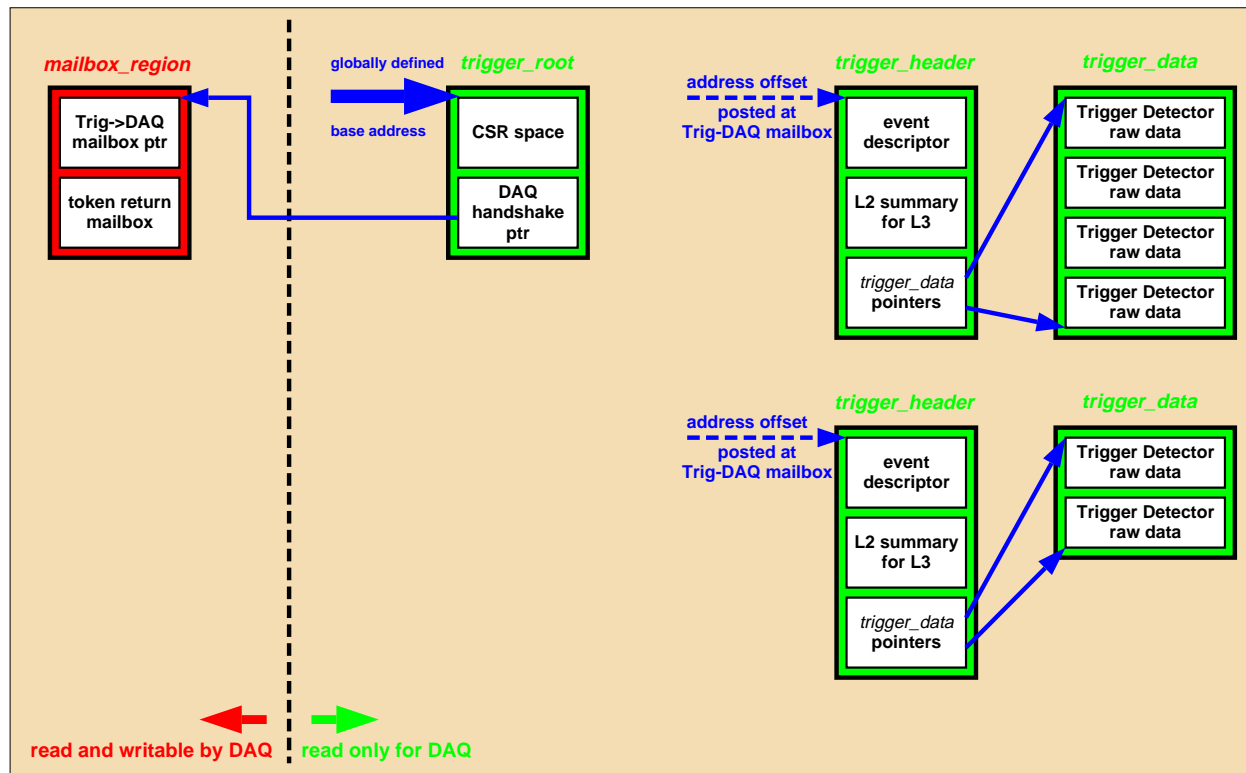 mailbox_region
Trig->DAQ
mailbox ptr
token return
mailbox
globally defined
base address
trigger_root
CSR space
DAQ
handshake
ptr
address offset
posted at
Trig-DAQ mailbox
trigger_header
event
descriptor
L2 summary
for L3
trigger_data
pointers
trigger_data
Trigger Detector
raw data
Trigger Detector
raw data
Trigger Detector
raw data
Trigger Detector
raw data
address offset
posted at
Trig-DAQ mailbox
trigger_header
event
descriptor
L2 summary
for L3
trigger_data
pointers
trigger_data
Trigger Detector
raw data
Trigger Detector
raw data
read and writable by DAQ
read only for DAQ